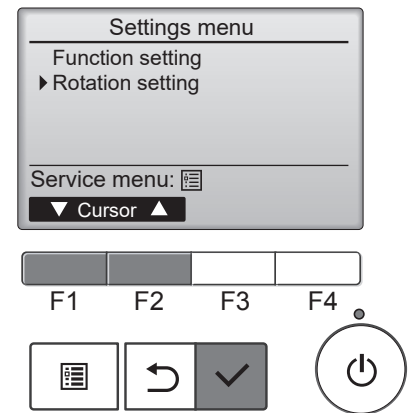 Settings menu
Function setting
Rotation setting
Service menu:
Cursor
F1 F2 F3 F4